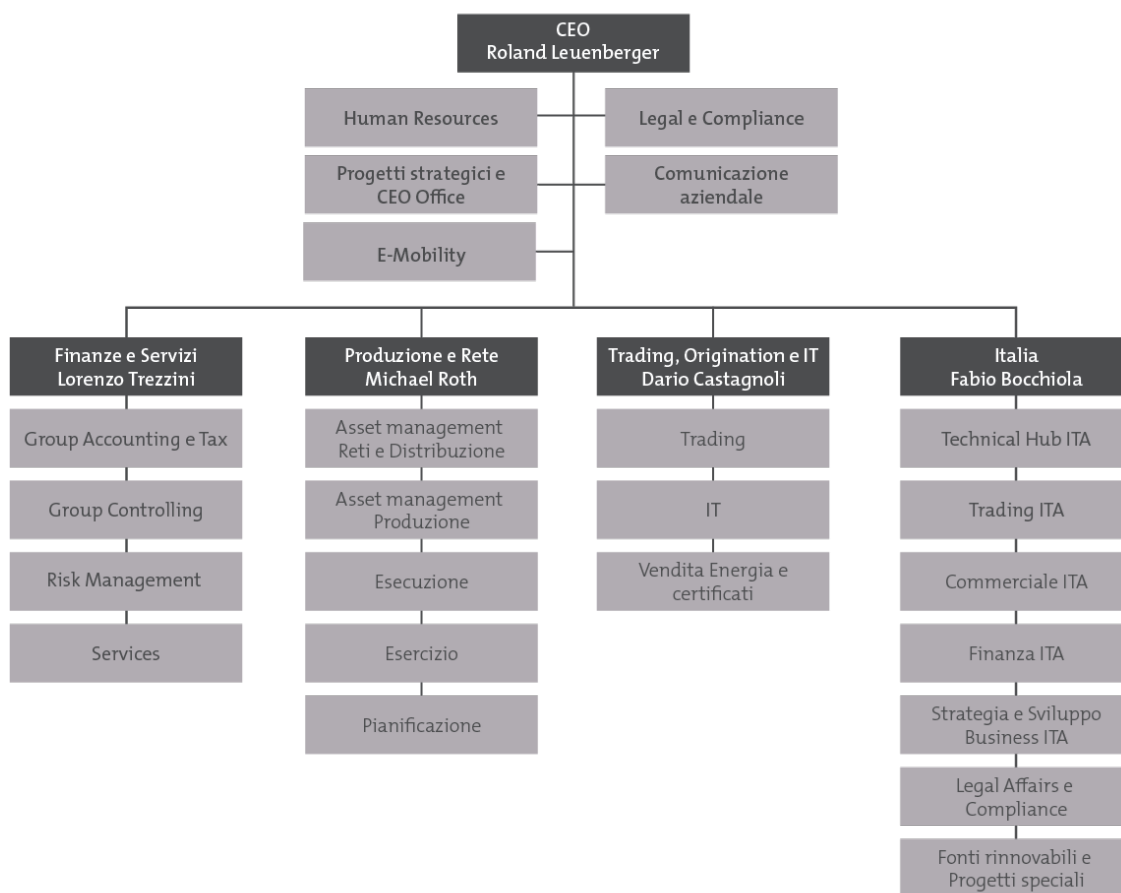 CEO
Roland Leuenberger
Human Resources
Legal e Compliance
Progetti strategici e
CEO Office
Comunicazione
aziendale
E-Mobility
Finanze e Servizi
Lorenzo Trezzini
Group Accounting e Tax
Group Controlling
Risk Management
Services
Produzione e Rete
Michael Roth
Asset management
Reti e Distribuzione
Asset management
Produzione
Esecuzione
Esercizio
Pianificazione
Trading, Origination e IT
Dario Castagnoli
Trading
IT
Vendita Energia e
certificati
Italia
Fabio Bocchiola
Technical Hub ITA
Trading ITA
Commerciale ITA
Finanza ITA
Strategia e Sviluppo
Business ITA
Legal Affairs e
Compliance
Fonti rinnovabili e
Progetti speciali